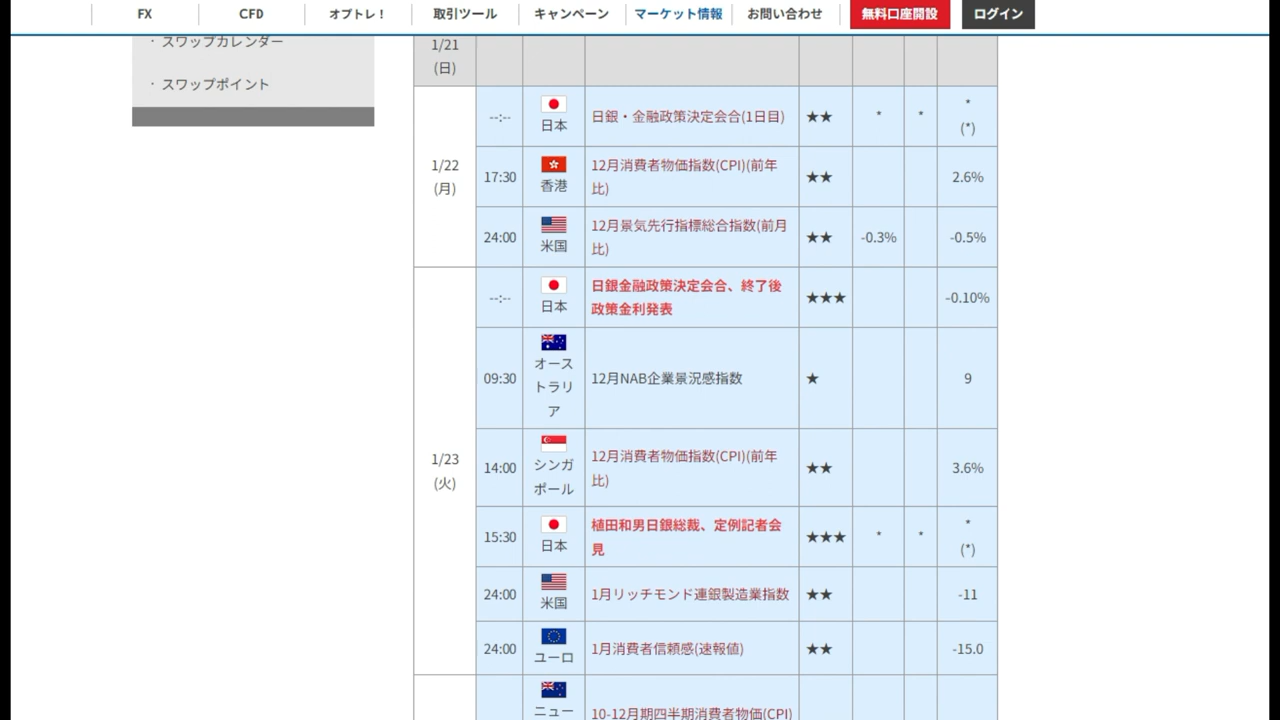 FX
CFD
オプトレ！
取引ツール
キャンペーン
マーケット情報
お問い合わせ
無料口座開設
ログイン
· スワップカレンダー
· スワップポイント
1/21
(日)
1/22
(月)
--:--
日本
日銀・金融政策決定会合(1日目)
★★
*
*
*
(*)
17:30
香港
12月消費者物価指数(CPI)(前年
比)
★★
2.6%
24:00
米国
12月景気先行指標総合指数(前月
比)
★★
-0.3%
-0.5%
1/23
(火)
--:--
日本
日銀金融政策決定会合、終了後
政策金利発表
★★★
-0.10%
09:30
オース
トラリ
ア
12月NAB企業景況感指数
★
9
14:00
シンガ
ポール
12月消費者物価指数(CPI)(前年
比)
★★
3.6%
15:30
日本
植田和男日銀総裁、定例記者会
見
★★★
*
*
*
(*)
24:00
米国
1月リッチモンド連銀製造業指数
★★
-11
24:00
ユーロ
1月消費者信頼感(速報値)
★★
-15.0
ニュー
10-12月期四半期消費者物価(CPI)